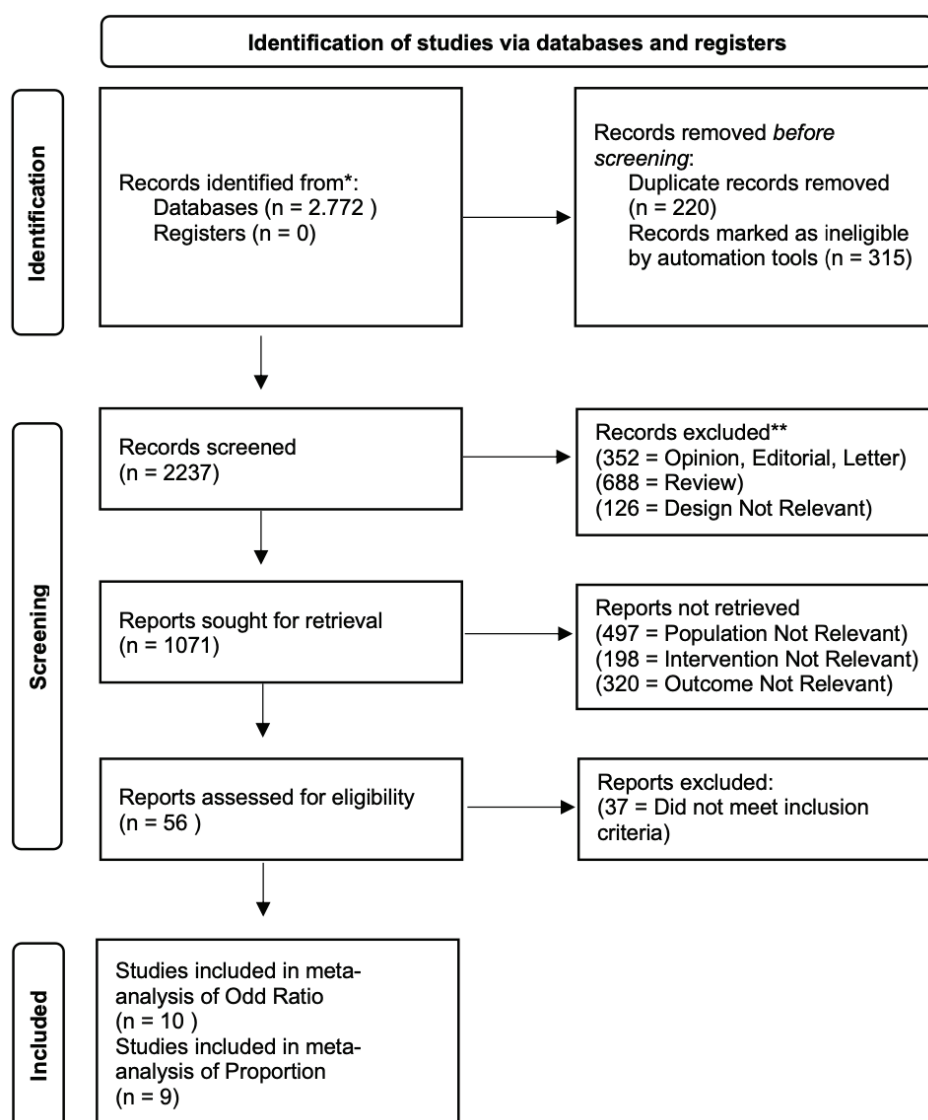 Identification of studies via databases and registers
Identification
Records identified from*:
Databases (n = 2.772 )
Registers (n = 0)
Records removed before
screening:
Duplicate records removed
(n = 220)
Records marked as ineligible
by automation tools (n = 315)
Screening
Records screened
(n = 2237)
Records excluded**
(352 = Opinion, Editorial, Letter)
(688 = Review)
(126 = Design Not Relevant)
Reports sought for retrieval
(n = 1071)
Reports not retrieved
(497 = Population Not Relevant)
(198 = Intervention Not Relevant)
(320 = Outcome Not Relevant)
Reports assessed for eligibility
(n = 56 )
Reports excluded:
(37 = Did not meet inclusion
criteria)
Included
Studies included in meta-
analysis of Odd Ratio
(n = 10 )
Studies included in meta-
analysis of Proportion
(n = 9)